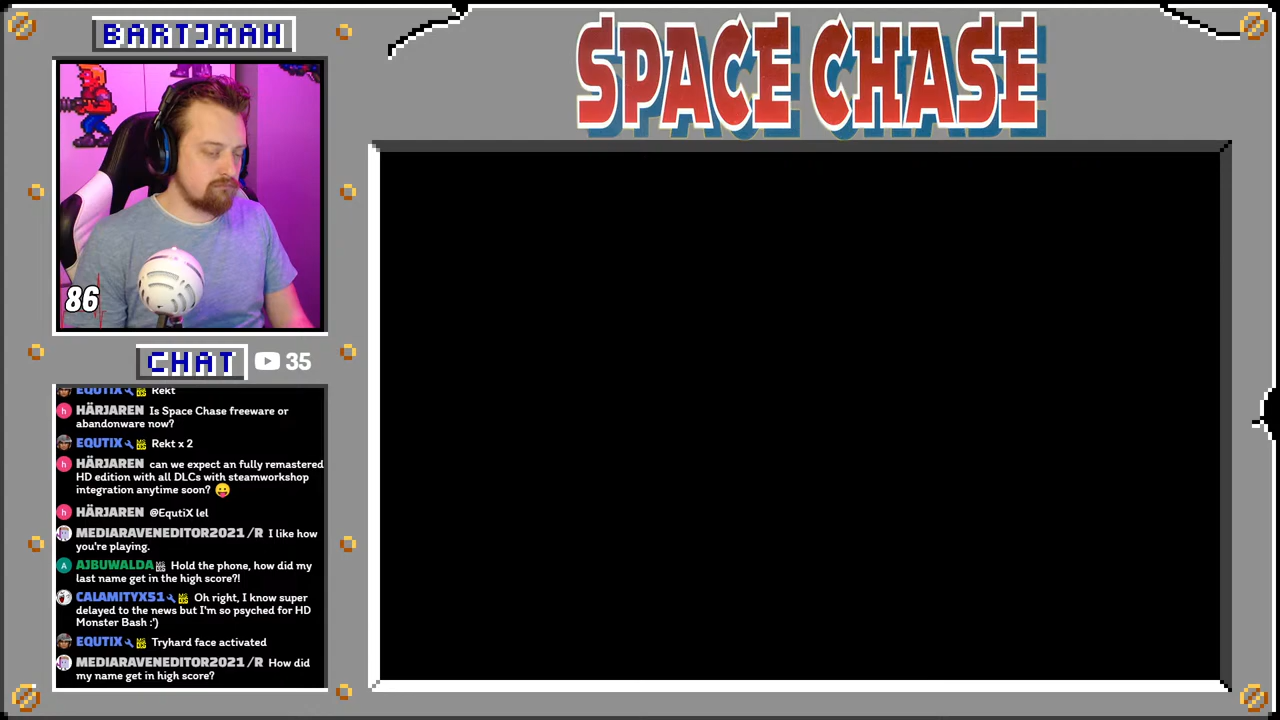 BARTJAAH
SPACE CHASE
86
CHAT 35
EQUTIX Rekt
HÄRJAREN Is Space Chase freeware or
abandonware now?
EQUTIX Rekt x 2
HÄRJAREN can we expect an fully remastered
HD edition with all DLCs with steamworkshop
integration anytime soon? 😛
HÄRJAREN @EqutiX lel
MEDIARAVENEDITOR2021 /R I like how
you're playing.
AJBUWALDA Hold the phone, how did my
last name get in the high score?!
CALAMITYX51 Oh right, I know super
delayed to the news but I'm so psyched for HD
Monster Bash :')
EQUTIX Tryhard face activated
MEDIARAVENEDITOR2021 /R How did
my name get in high score?